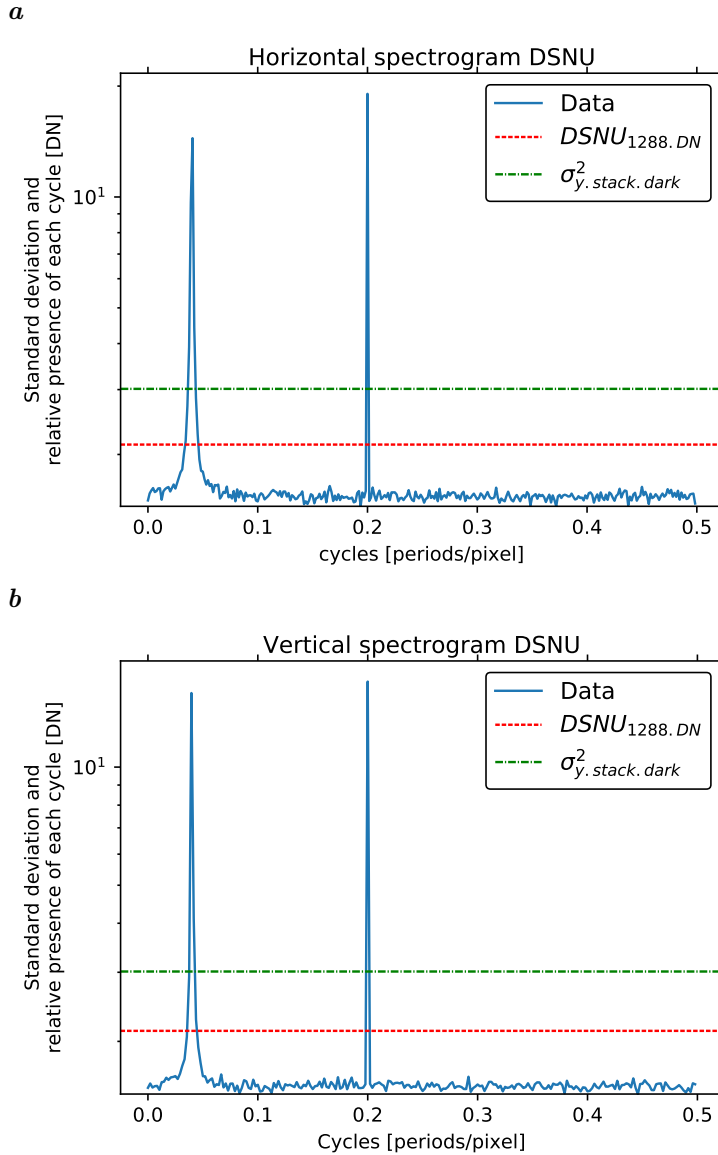 a
Horizontal spectrogram DSNU
Standard deviation and
relative presence of each cycle [DN]
10¹
Data
DSNU₁₂₈₈.DN
σ²y.stack.dark
0.0 0.1 0.2 0.3 0.4 0.5
cycles [periods/pixel]
b
Vertical spectrogram DSNU
Standard deviation and
relative presence of each cycle [DN]
10¹
Data
DSNU₁₂₈₈.DN
σ²y.stack.dark
0.0 0.1 0.2 0.3 0.4 0.5
Cycles [periods/pixel]